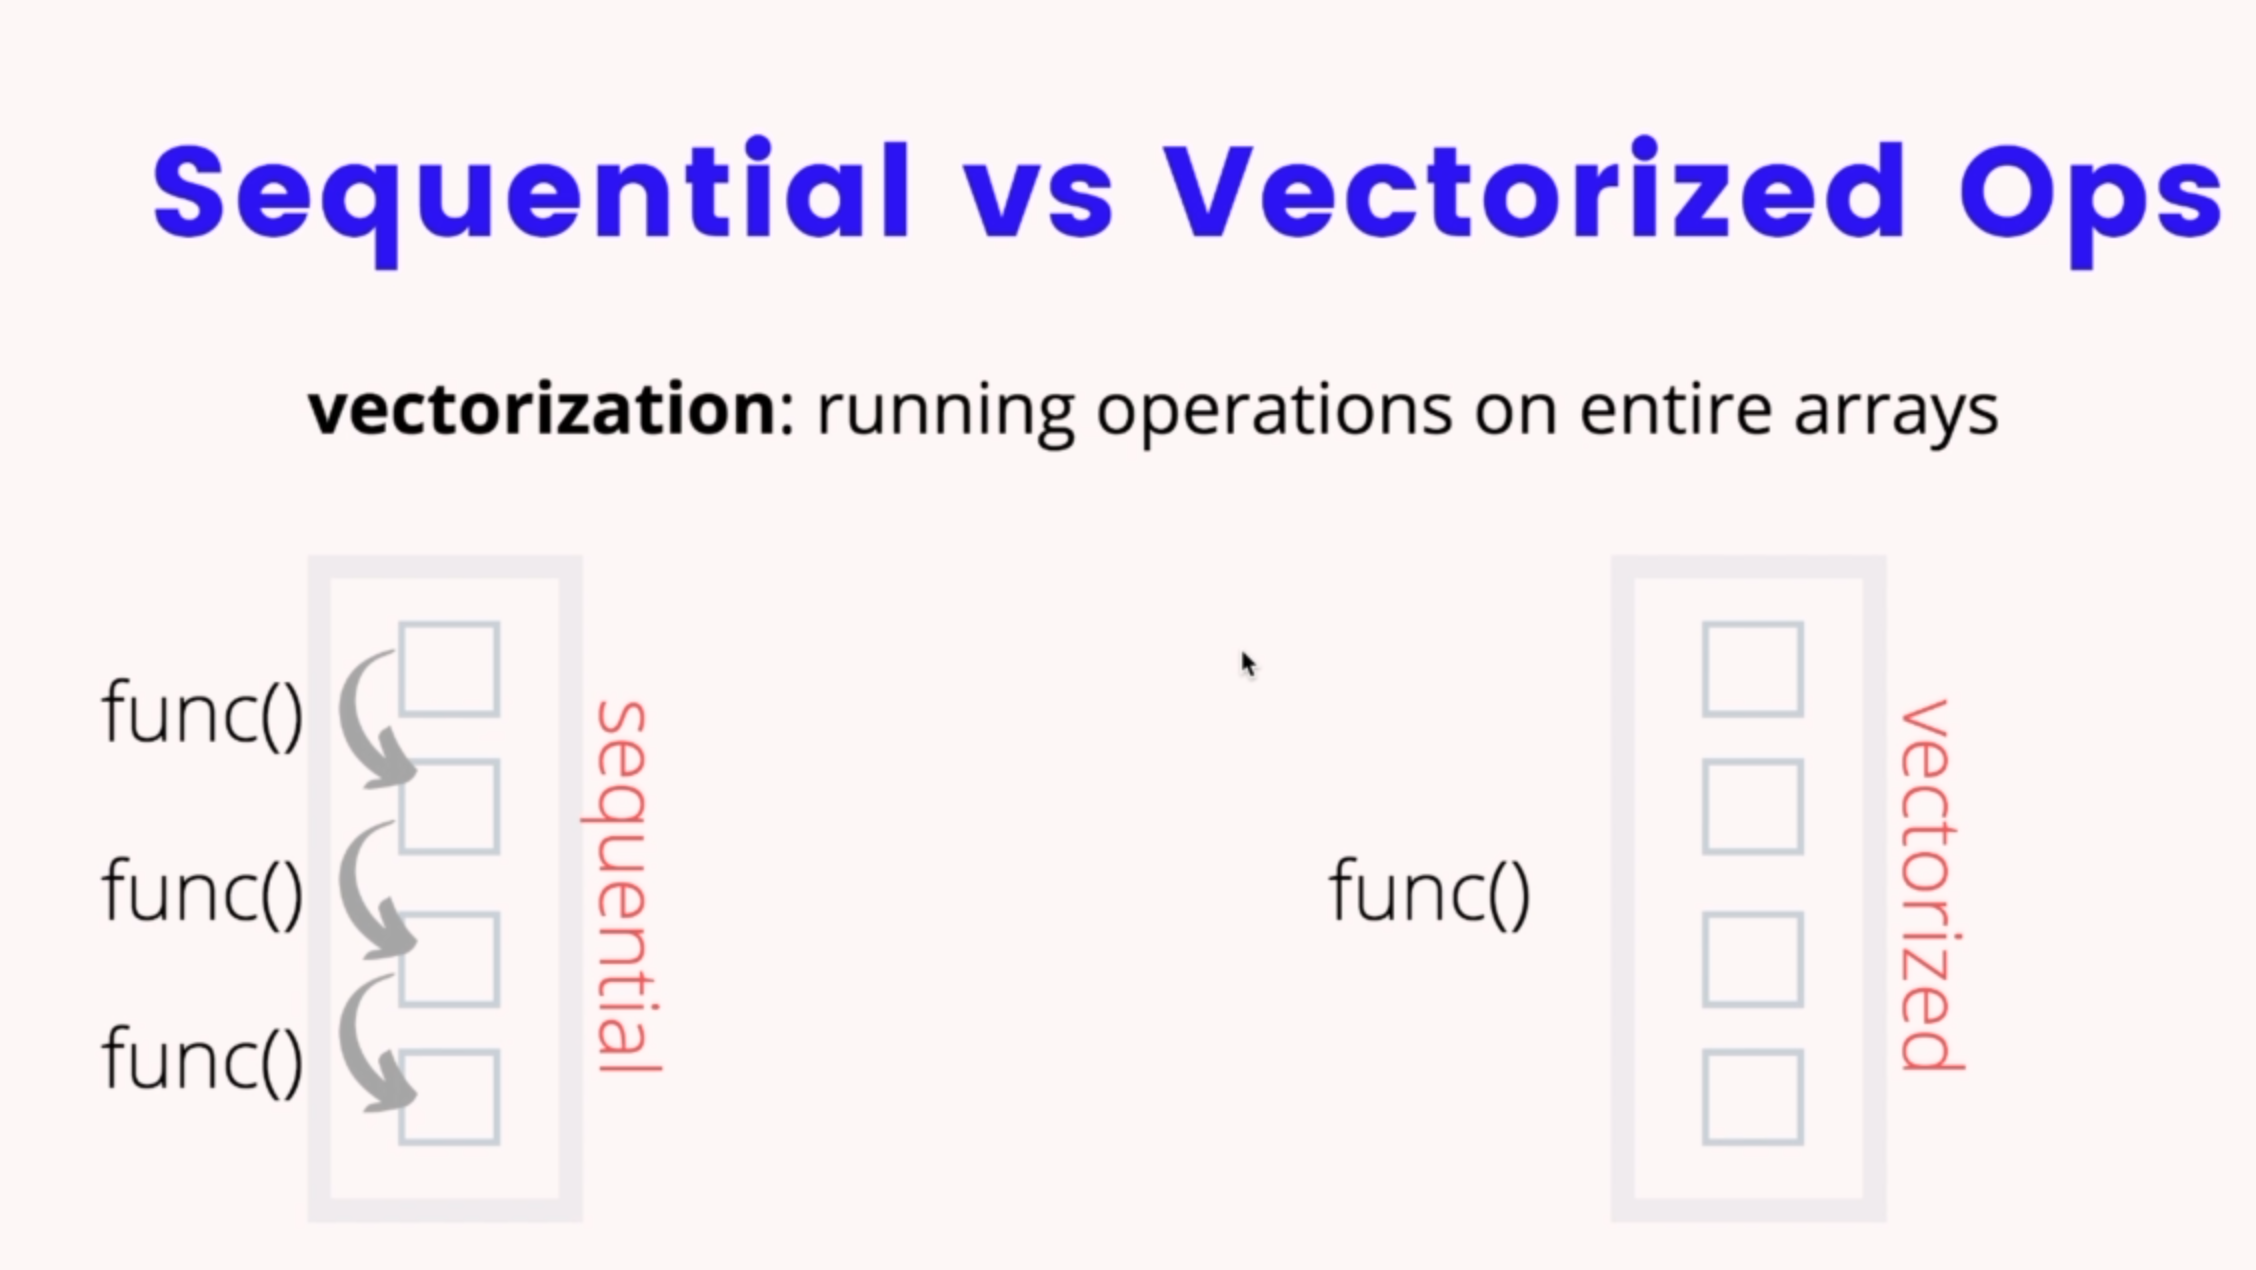 Sequential vs Vectorized Ops
vectorization: running operations on entire arrays
func()
func()
func()
sequential
func()
vectorized